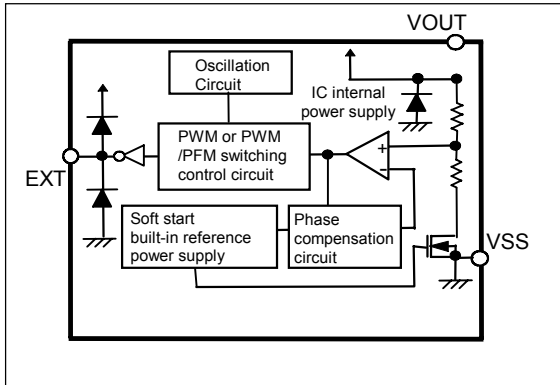 VOUT
Oscillation
Circuit
IC internal
power supply
PWM or PWM
/PFM switching
control circuit
+
-
EXT
Soft start
built-in reference
power supply
Phase
compensation
circuit
VSS